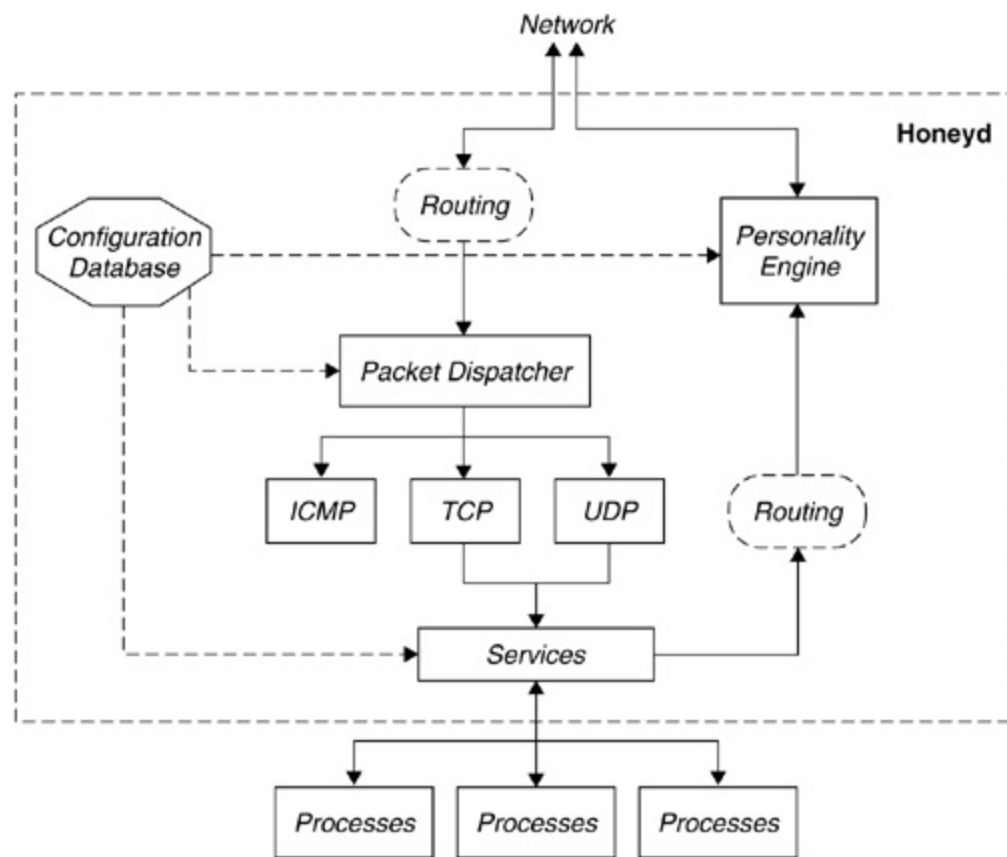 Network
Honeyd
Routing
Configuration
Database
Personality
Engine
Packet Dispatcher
ICMP
TCP
UDP
Routing
Services
Processes
Processes
Processes